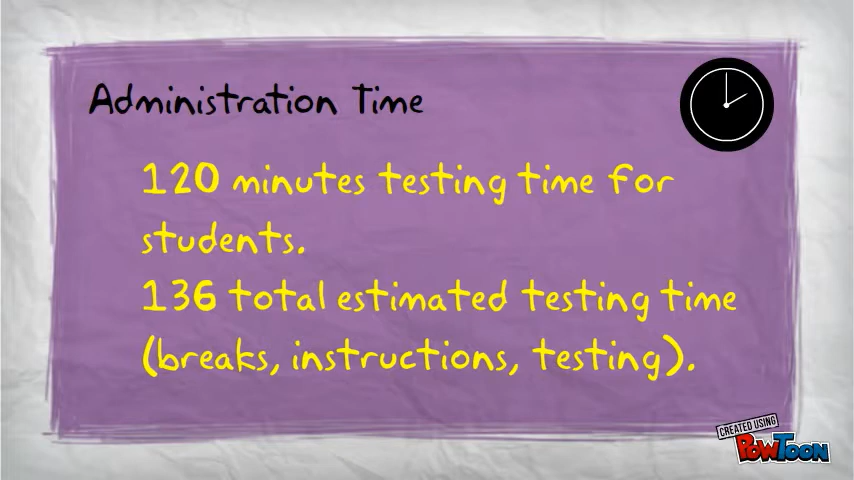 Administration Time
120 minutes testing time for
students.
136 total estimated testing time
(breaks, instructions, testing).
CREATED USING
POWTOON